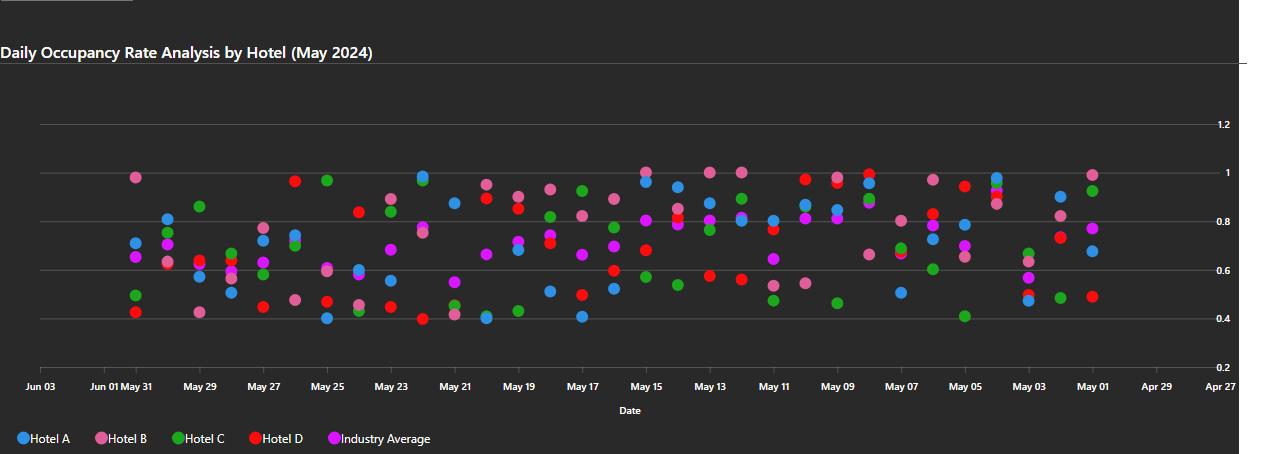 Daily Occupancy Rate Analysis by Hotel (May 2024)
1.2
1
0.8
0.6
0.4
0.2
Jun 03 Jun 01 May 31 May 29 May 27 May 25 May 23 May 21 May 19 May 17 May 15 May 13 May 11 May 09 May 07 May 05 May 03 May 01 Apr 29 Apr 27
Date
Hotel A Hotel B Hotel C Hotel D Industry Average